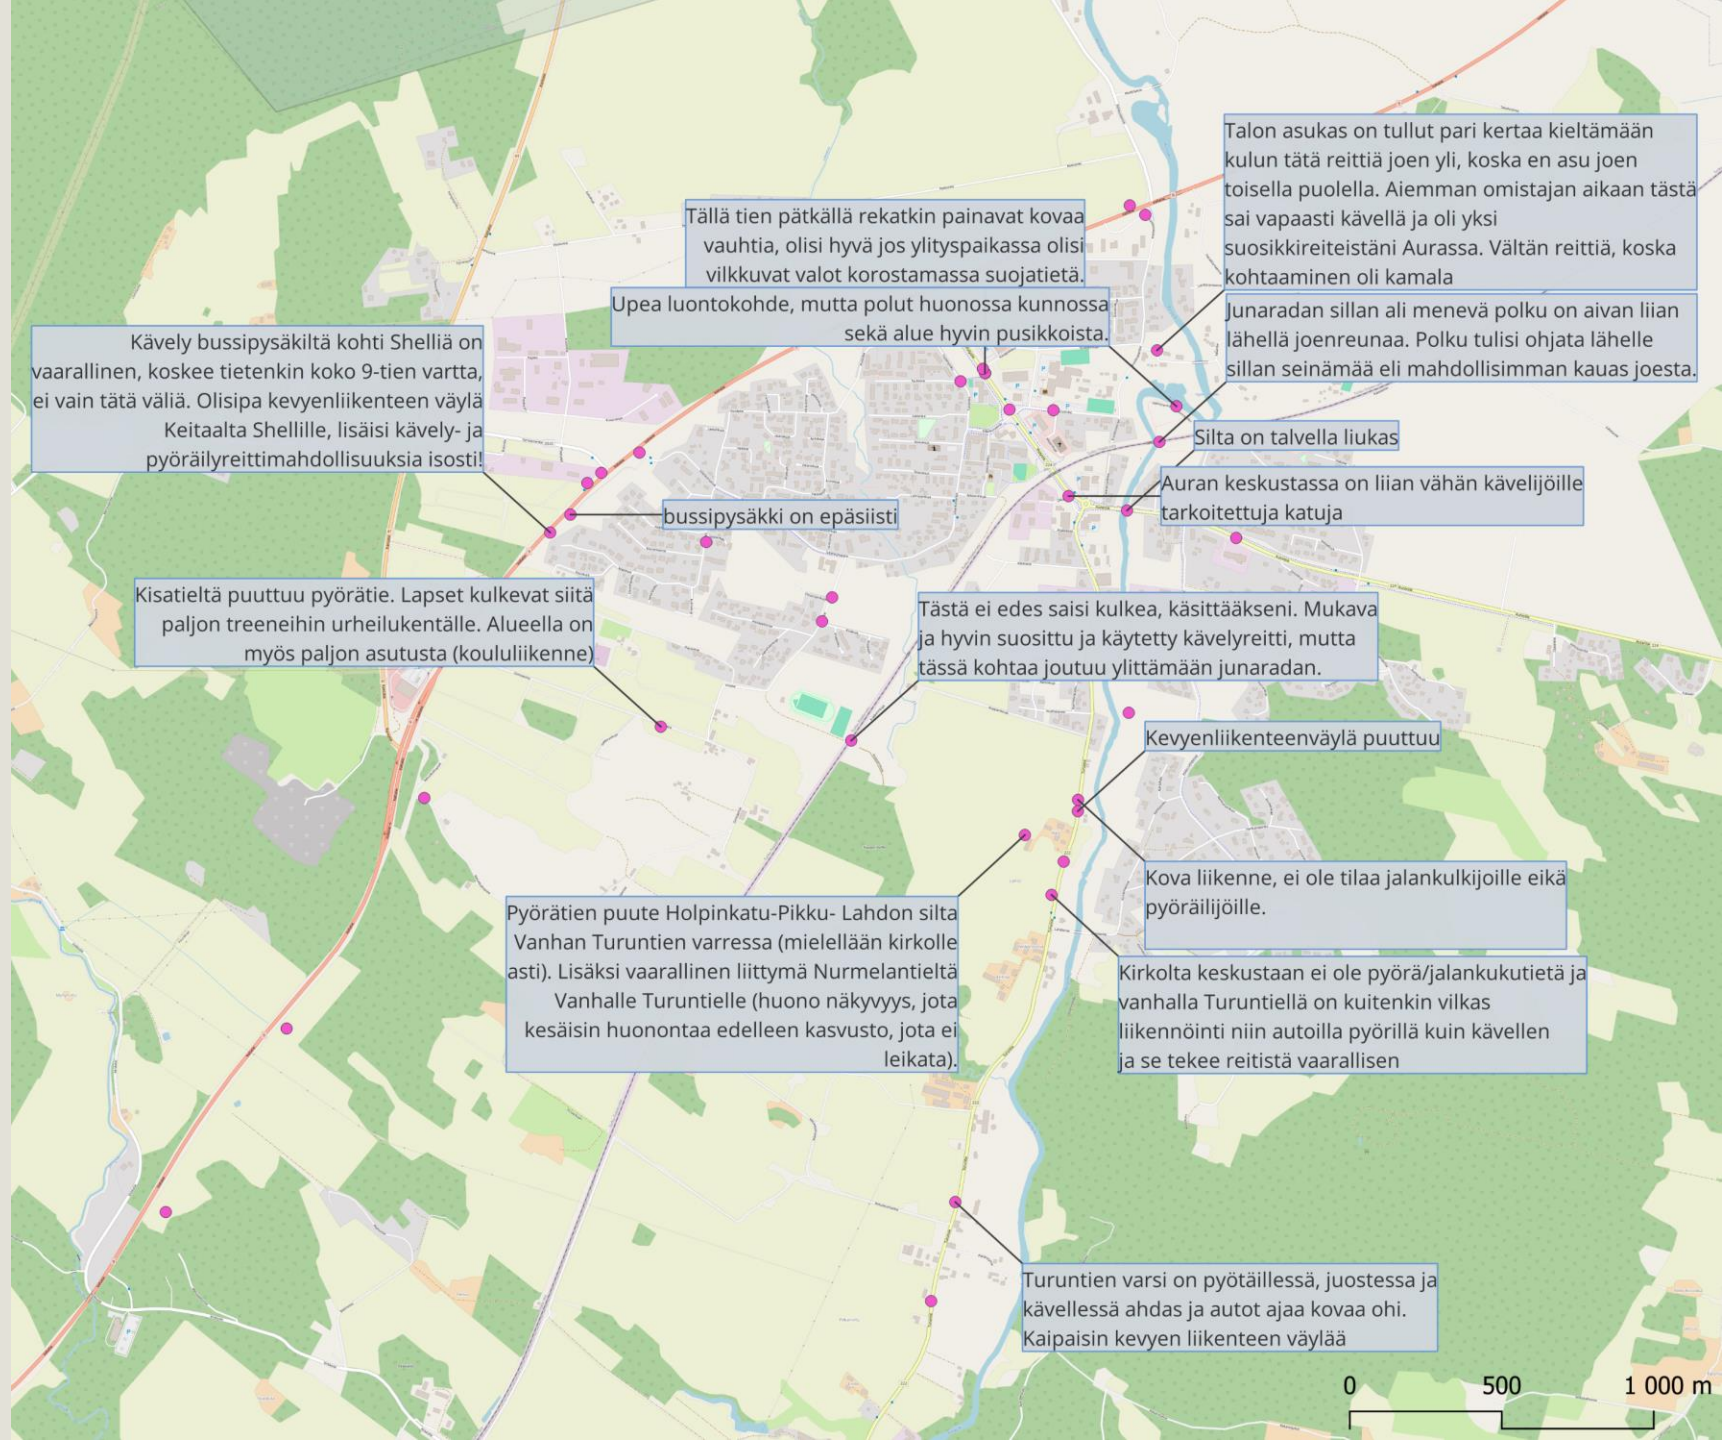 Talon asukas on tullut pari kertaa kieltämään
kulun tätä reittiä joen yli, koska en asu joen
toisella puolella. Aiemman omistajan aikaan tästä
sai vapaasti kävellä ja oli yksi
suosikkireiteistäni Aurassa. Vältän reittiä, koska
kohtaaminen oli kamala
Tällä tien pätkällä rekatkin painavat kovaa
vauhtia, olisi hyvä jos ylityspaikassa olisi
vilkkuvat valot korostamassa suojatietä.
Upea luontokohde, mutta polut huonossa kunnossa
sekä alue hyvin pusikkoista.
Junaradan sillan ali menevä polku on aivan liian
lähellä joenreunaa. Polku tulisi ohjata lähelle
sillan seinämää eli mahdollisimman kauas joesta.
Kävely bussipysäkiltä kohti Shelliä on
vaarallinen, koskee tietenkin koko 9-tien vartta,
ei vain tätä väliä. Olisipa kevyenliikenteen väylä
Keitaalta Shellille, lisäisi kävely- ja
pyöräilyreittimahdollisuuksia isosti!
Silta on talvella liukas
Auran keskustassa on liian vähän kävelijöille
tarkoitettuja katuja
bussipysäkki on epäsiisti
Kisatieltä puuttuu pyörätie. Lapset kulkevat siitä
paljon treeneihin urheilukentälle. Alueella on
myös paljon asutusta (koululiikenne)
Tästä ei edes saisi kulkea, käsittääkseni. Mukava
ja hyvin suosittu ja käytetty kävelyreitti, mutta
tässä kohtaa joutuu ylittämään junaradan.
Kevyenliikenteenväylä puuttuu
Kova liikenne, ei ole tilaa jalankulkijoille eikä
pyöräilijöille.
Pyörätien puute Holpinkatu-Pikku- Lahdon silta
Vanhan Turuntien varressa (mielellään kirkolle
asti). Lisäksi vaarallinen liittymä Nurmelantieltä
Vanhalle Turuntielle (huono näkyvyys, jota
kesäisin huonontaa edelleen kasvusto, jota ei
leikata).
Kirkolta keskustaan ei ole pyörä/jalankukutietä ja
vanhalla Turuntiellä on kuitenkin vilkas
liikennöinti niin autoilla pyörillä kuin kävellen
ja se tekee reitistä vaarallisen
Turuntien varsi on pyötäillessä, juostessa ja
kävellessä ahdas ja autot ajaa kovaa ohi.
Kaipaisin kevyen liikenteen väylää
0 500 1 000 m